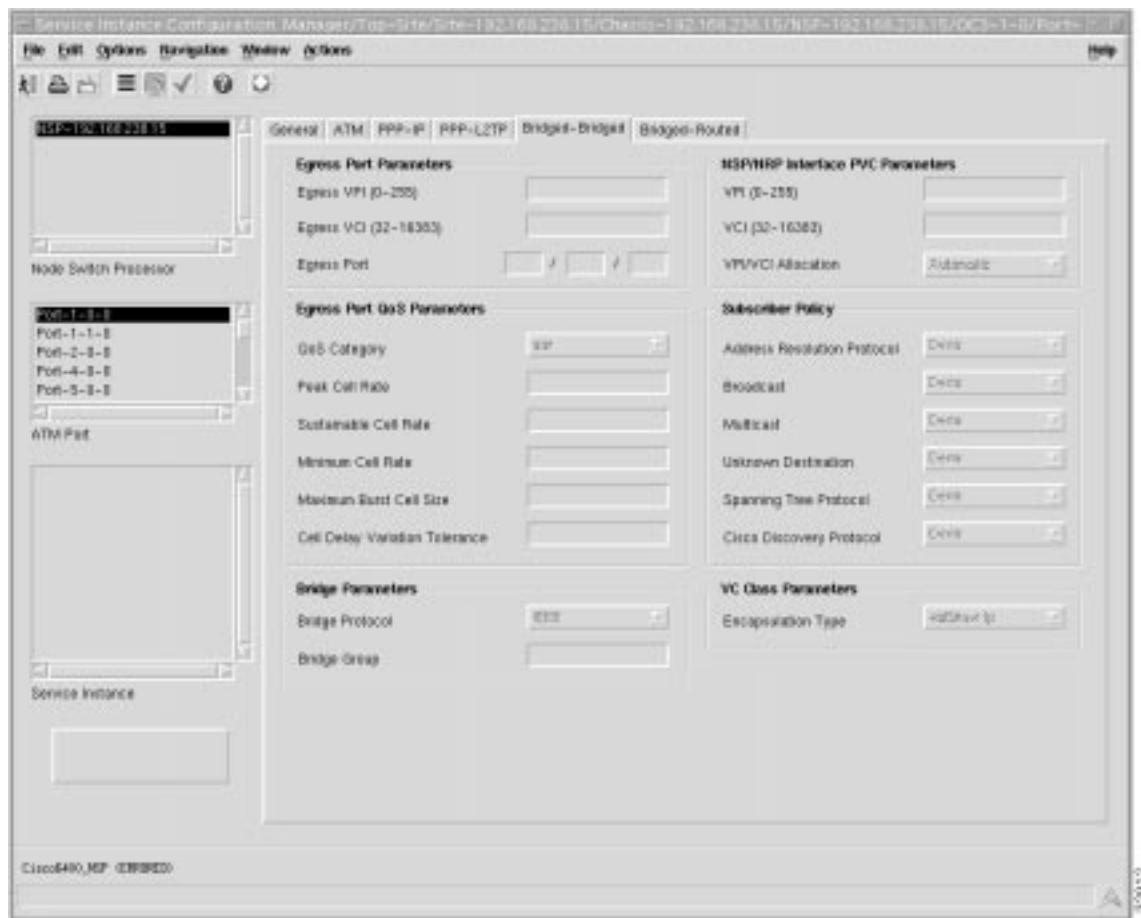 Service Instance Configuration Manager/Top-Site/Site-192.168.238.15/Chassis-192.168.238.15/NSP-192.168.238.15/OC3-1-0/Port-
File Edit Options Navigation Window Actions Help
NSP-192.168.238.15
Node Switch Processor
Port-1-0-0
Port-1-1-0
Port-2-0-0
Port-4-0-0
Port-5-0-0
ATM Port
Service Instance
General ATM PPP-IP PPP-L2TP Bridged-Bridged Bridged-Routed
Egress Port Parameters
Egress VPI (0-255)
Egress VCI (32-16383)
Egress Port / /
NSP/NRP Interface PVC Parameters
VPI (0-255)
VCI (32-16383)
VPI/VCI Allocation Automatic
Egress Port QoS Parameters
QoS Category
Peak Cell Rate
Sustainable Cell Rate
Minimum Cell Rate
Maximum Burst Cell Size
Cell Delay Variation Tolerance
Subscriber Policy
Address Resolution Protocol Deny
Broadcast Deny
Multicast Deny
Unknown Destination Deny
Spanning Tree Protocol Deny
Cisco Discovery Protocol Deny
Bridge Parameters
Bridge Protocol IEEE
Bridge Group
VC Class Parameters
Encapsulation Type
Cisco6400_NSP (ERRORED)